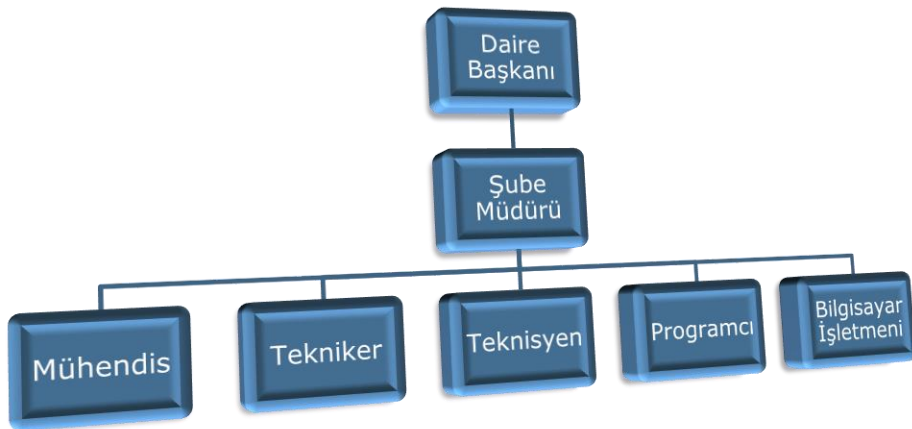 Daire
Başkanı
Şube
Müdürü
Mühendis
Tekniker
Teknisyen
Programcı
Bilgisayar
İşletmeni